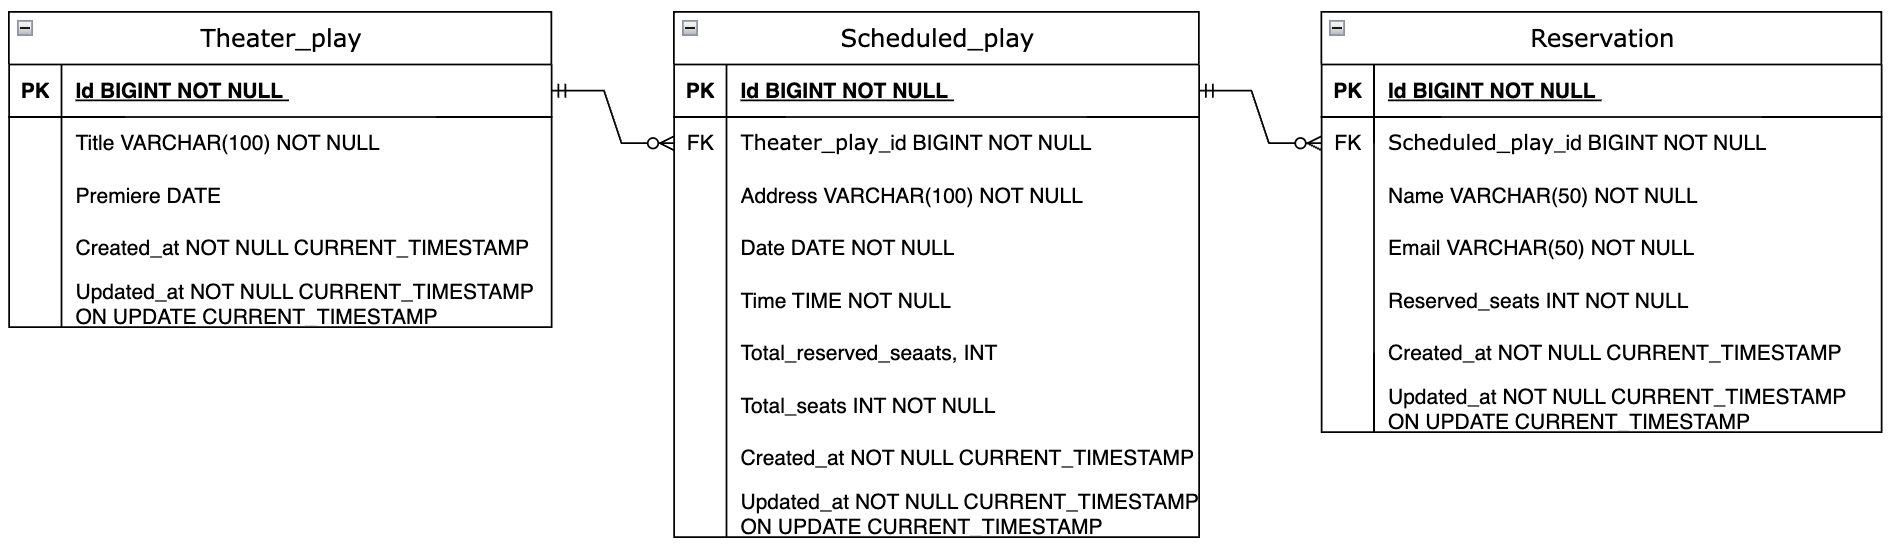 Theater_play
PK Id BIGINT NOT NULL
Title VARCHAR(100) NOT NULL
Premiere DATE
Created_at NOT NULL CURRENT_TIMESTAMP
Updated_at NOT NULL CURRENT_TIMESTAMP
ON UPDATE CURRENT_TIMESTAMP
Scheduled_play
PK Id BIGINT NOT NULL
FK Theater_play_id BIGINT NOT NULL
Address VARCHAR(100) NOT NULL
Date DATE NOT NULL
Time TIME NOT NULL
Total_reserved_seaats, INT
Total_seats INT NOT NULL
Created_at NOT NULL CURRENT_TIMESTAMP
Updated_at NOT NULL CURRENT_TIMESTAMP
ON UPDATE CURRENT_TIMESTAMP
Reservation
PK Id BIGINT NOT NULL
FK Scheduled_play_id BIGINT NOT NULL
Name VARCHAR(50) NOT NULL
Email VARCHAR(50) NOT NULL
Reserved_seats INT NOT NULL
Created_at NOT NULL CURRENT_TIMESTAMP
Updated_at NOT NULL CURRENT_TIMESTAMP
ON UPDATE CURRENT_TIMESTAMP